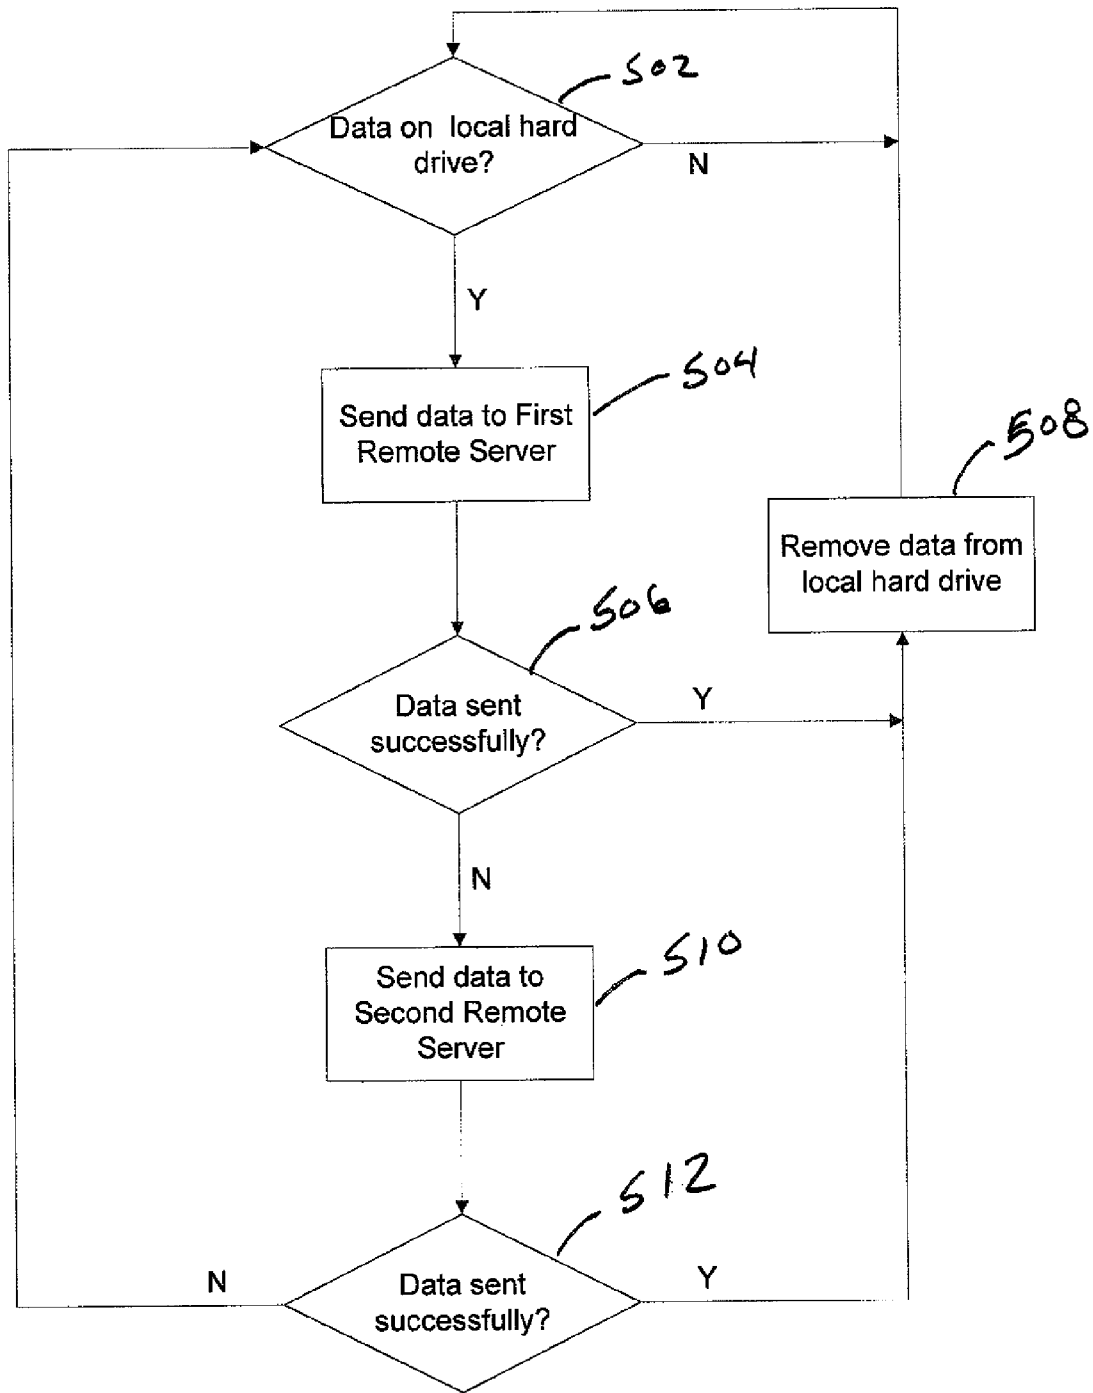 502
Data on local hard
drive?
N
Y
504
Send data to First
Remote Server
508
Remove data from
local hard drive
506
Data sent
successfully?
Y
N
510
Send data to
Second Remote
Server
512
Data sent
successfully?
N
Y